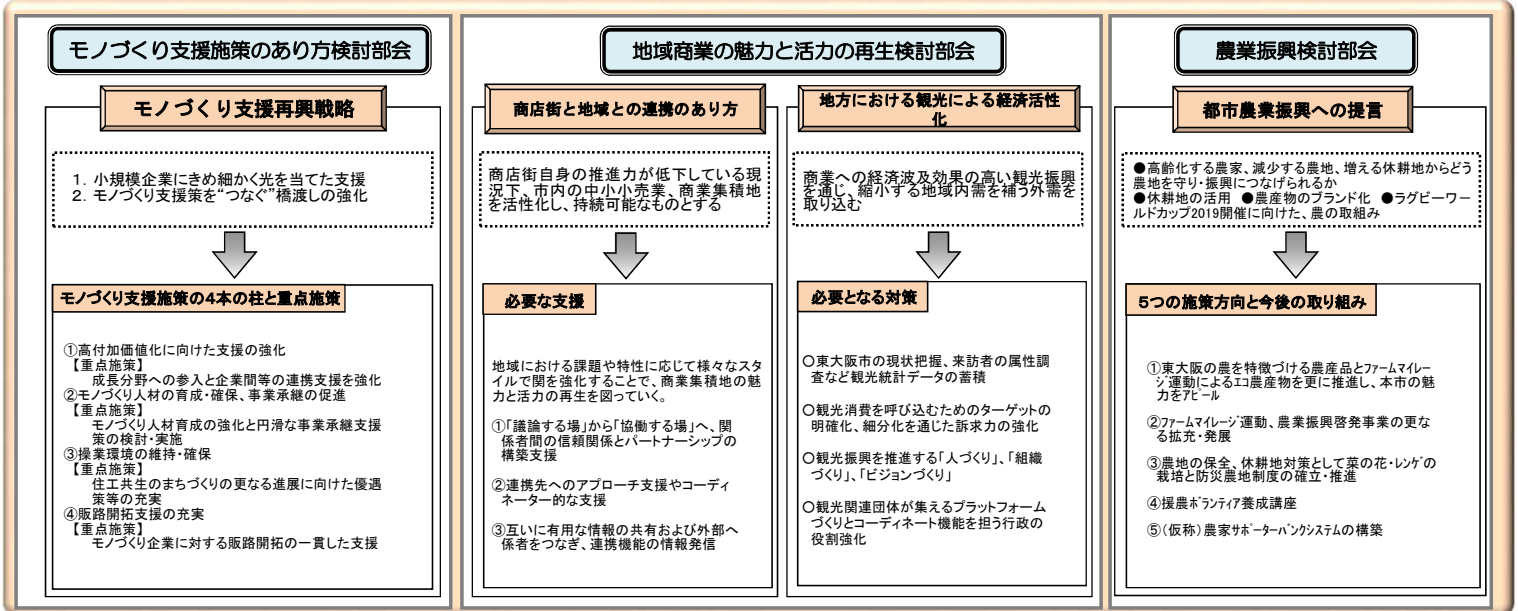 モノづくり支援施策のあり方検討部会
モノづくり支援再興戦略
1．小規模企業にきめ細かく光を当てた支援
2．モノづくり支援策を“つなぐ”橋渡しの強化
モノづくり支援施策の4本の柱と重点施策
①高付加価値化に向けた支援の強化
【重点施策】
成長分野への参入と企業間等の連携支援を強化
②モノづくり人材の育成・確保、事業承継の促進
【重点施策】
モノづくり人材育成の強化と円滑な事業承継支援
策の検討・実施
③操業環境の維持・確保
【重点施策】
住工共生のまちづくりの更なる進展に向けた優遇
策等の充実
④販路開拓支援の充実
【重点施策】
モノづくり企業に対する販路開拓の一貫した支援
地域商業の魅力と活力の再生検討部会
商店街と地域との連携のあり方
商店街自身の推進力が低下している現
況下、市内の中小小売業、商業集積地
を活性化し、持続可能なものとする
必要な支援
地域における課題や特性に応じて様々なスタ
イルで関を強化することで、商業集積地の魅
力と活力の再生を図っていく。
①「議論する場」から「協働する場」へ、関
係者間の信頼関係とパートナーシップの
構築支援
②連携先へのアプローチ支援やコーディ
ネーター的な支援
③互いに有用な情報の共有および外部へ
係者をつなぎ、連携機能の情報発信
地方における観光による経済活性
化
商業への経済波及効果の高い観光振興
を通じ、縮小する地域内需を補う外需を
取り込む
必要となる対策
〇東大阪市の現状把握、来訪者の属性調
査など観光統計データの蓄積
〇観光消費を呼び込むためのターゲットの
明確化、細分化を通じた訴求力の強化
〇観光振興を推進する「人づくり」、「組織
づくり」、「ビジョンづくり」
〇観光関連団体が集えるプラットフォーム
づくりとコーディネート機能を担う行政の
役割強化
農業振興検討部会
都市農業振興への提言
●高齢化する農家、減少する農地、増える休耕地からどう
農地を守り・振興につなげられるか
●休耕地の活用　●農産物のブランド化　●ラグビーワー
ルドカップ2019開催に向けた、農の取組み
5つの施策方向と今後の取り組み
①東大阪の農を特徴づける農産品とファームマイレー
ｼﾞ運動によるｴｺ農産物を更に推進し、本市の魅
力をｱﾋﾟｰﾙ
②ﾌｧｰﾑﾏｲﾚｰｼﾞ運動、農業振興啓発事業の更な
る拡充・発展
③農地の保全、休耕地対策として菜の花・ﾚﾝｹﾞの
栽培と防災農地制度の確立・推進
④援農ﾎﾞﾗﾝﾃｨｱ養成講座
⑤（仮称）農家ｻﾎﾟｰﾀｰﾊﾞﾝｸｼｽﾃﾑの構築